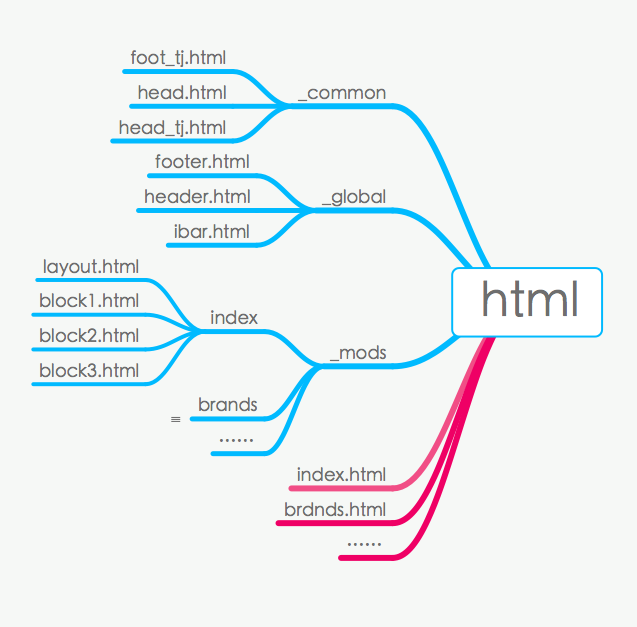 foot_tj.html
head.html
_common
head_tj.html
footer.html
header.html
_global
ibar.html
html
layout.html
block1.html
index
block2.html
_mods
block3.html
brands
······
index.html
brdnds.html
······